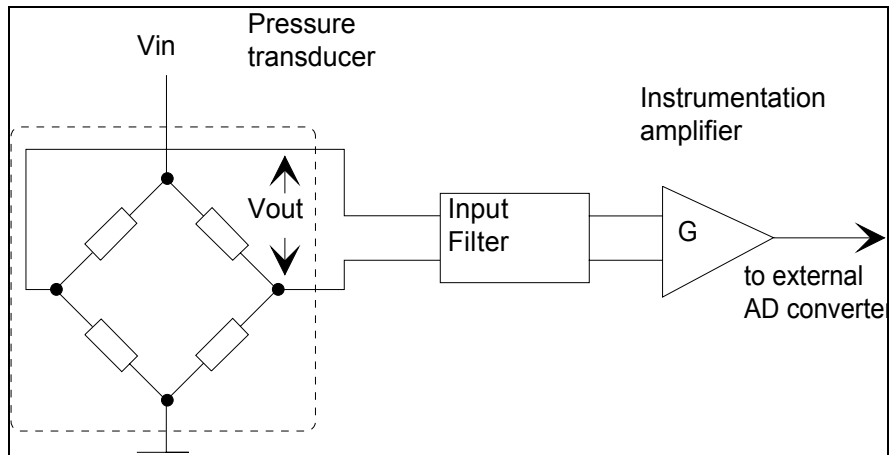 Vin
Pressure
transducer
Instrumentation
amplifier
Vout
Input
Filter
G
to external
AD converter